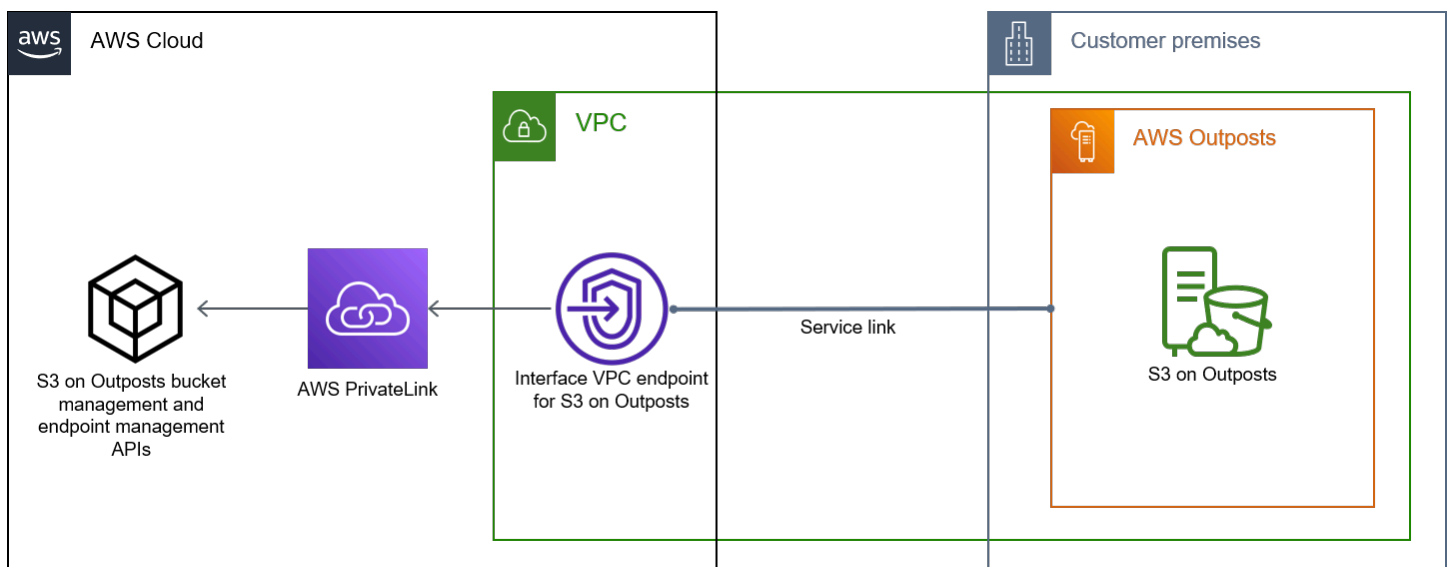 aws
AWS Cloud
Customer premises
VPC
AWS Outposts
Service link
S3 on Outposts bucket
management and
endpoint management
APIs
AWS PrivateLink
Interface VPC endpoint
for S3 on Outposts
S3 on Outposts